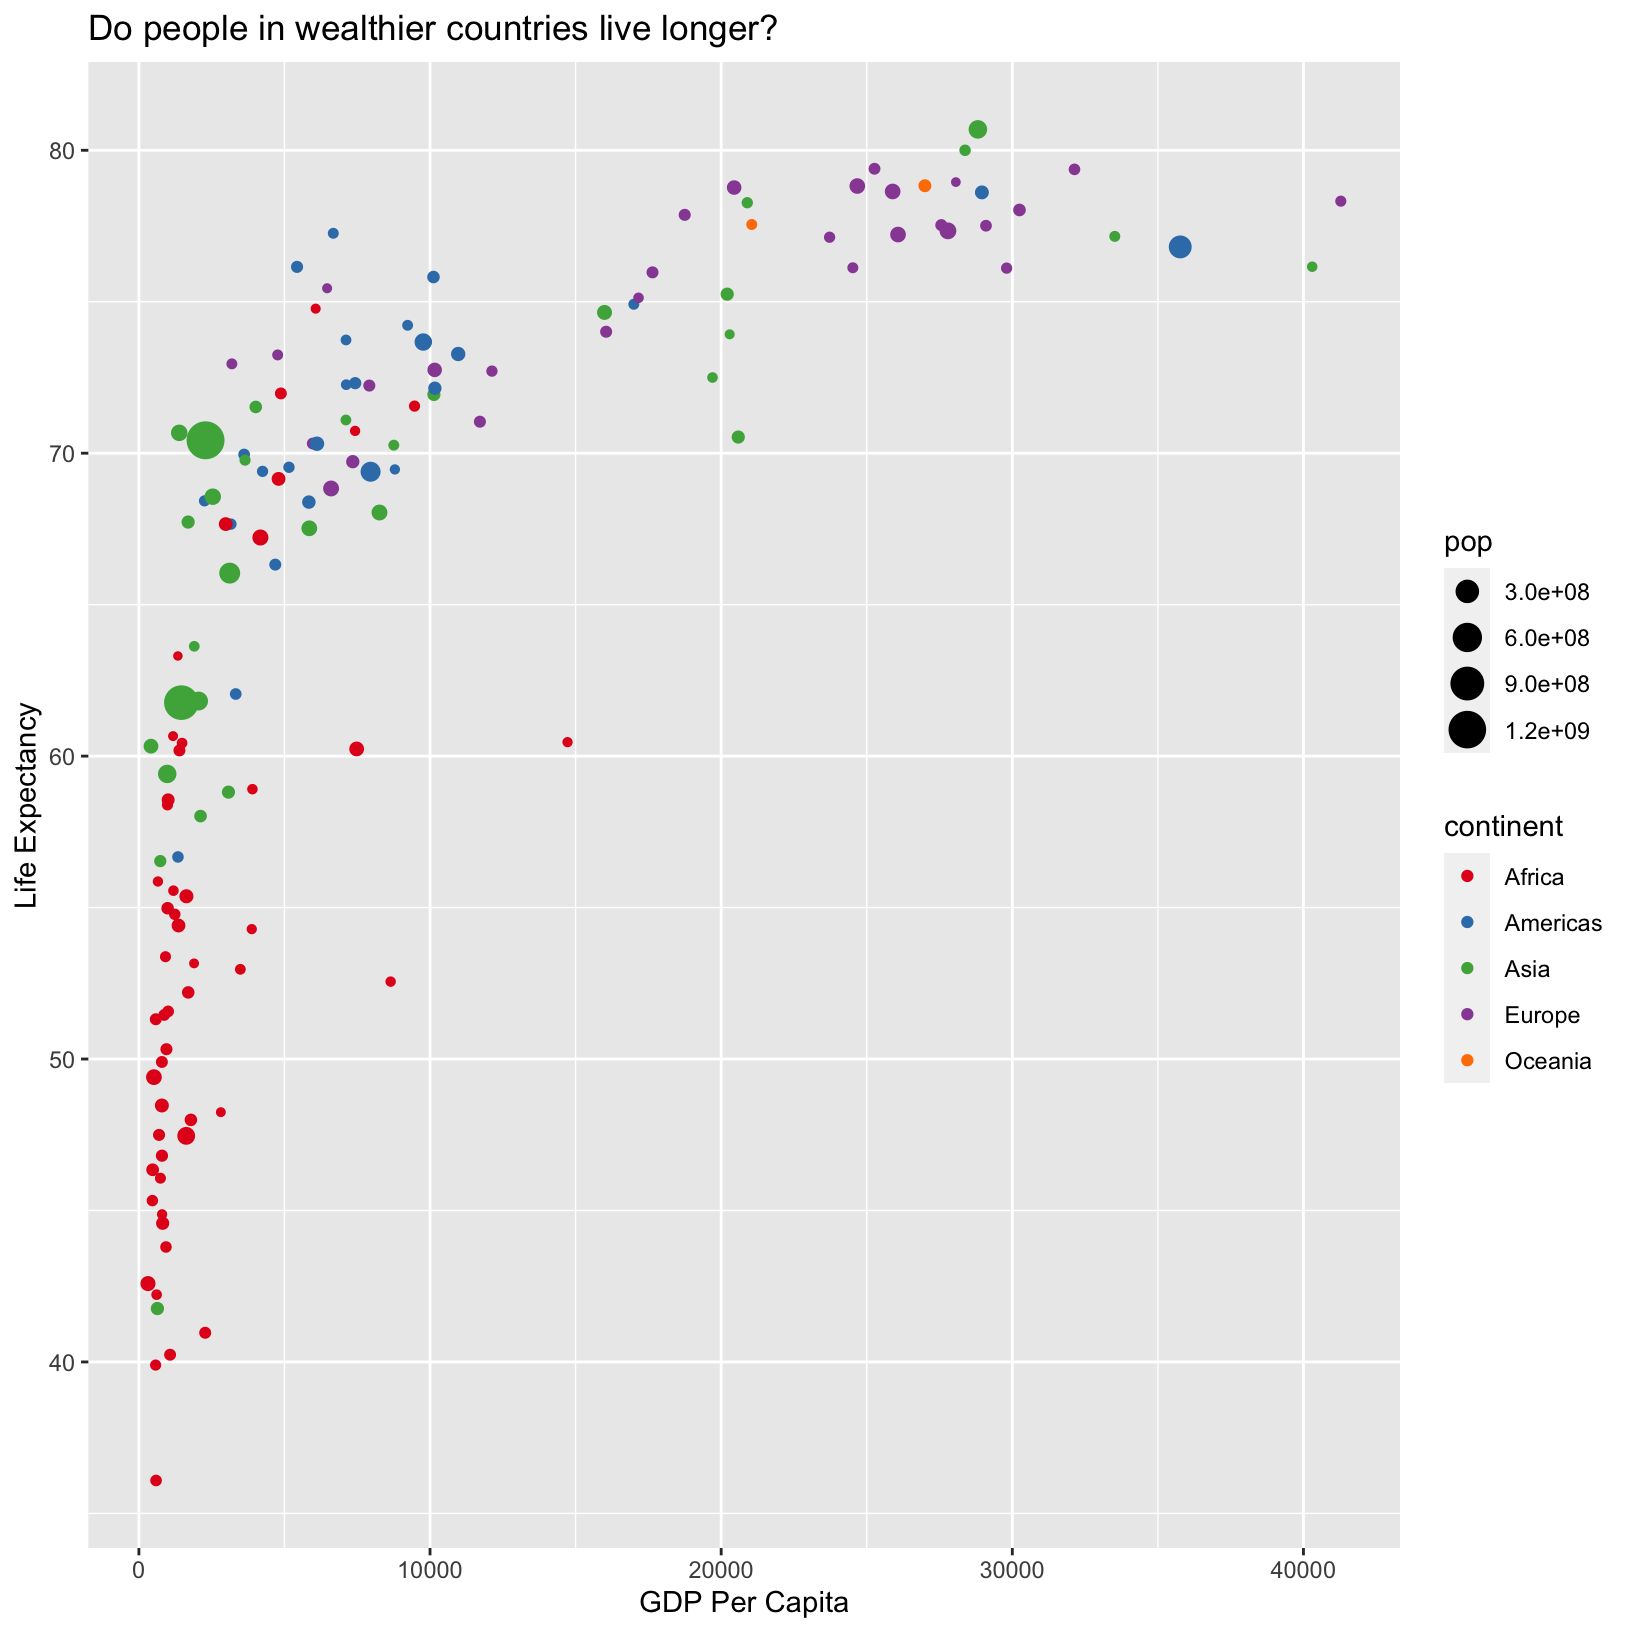 Do people in wealthier countries live longer?
80
70
60
50
40
Life Expectancy
0 10000 20000 30000 40000
GDP Per Capita
pop
3.0e+08
6.0e+08
9.0e+08
1.2e+09
continent
Africa
Americas
Asia
Europe
Oceania